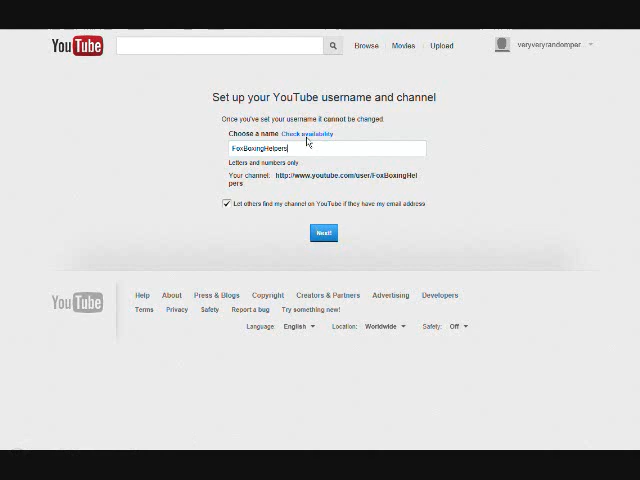 YouTube
Browse Movies Upload veryveryrandomper
Set up your YouTube username and channel
Once you've set your username it cannot be changed.
Choose a name Check availability
FoxBoxingHelpers
Letters and numbers only
Your channel: http://www.youtube.com/user/FoxBoxingHel
pers
Let others find my channel on YouTube if they have my email address
Next!
YouTube
Help About Press & Blogs Copyright Creators & Partners Advertising Developers
Terms Privacy Safety Report a bug Try something new!
Language: English Location: Worldwide Safety: Off